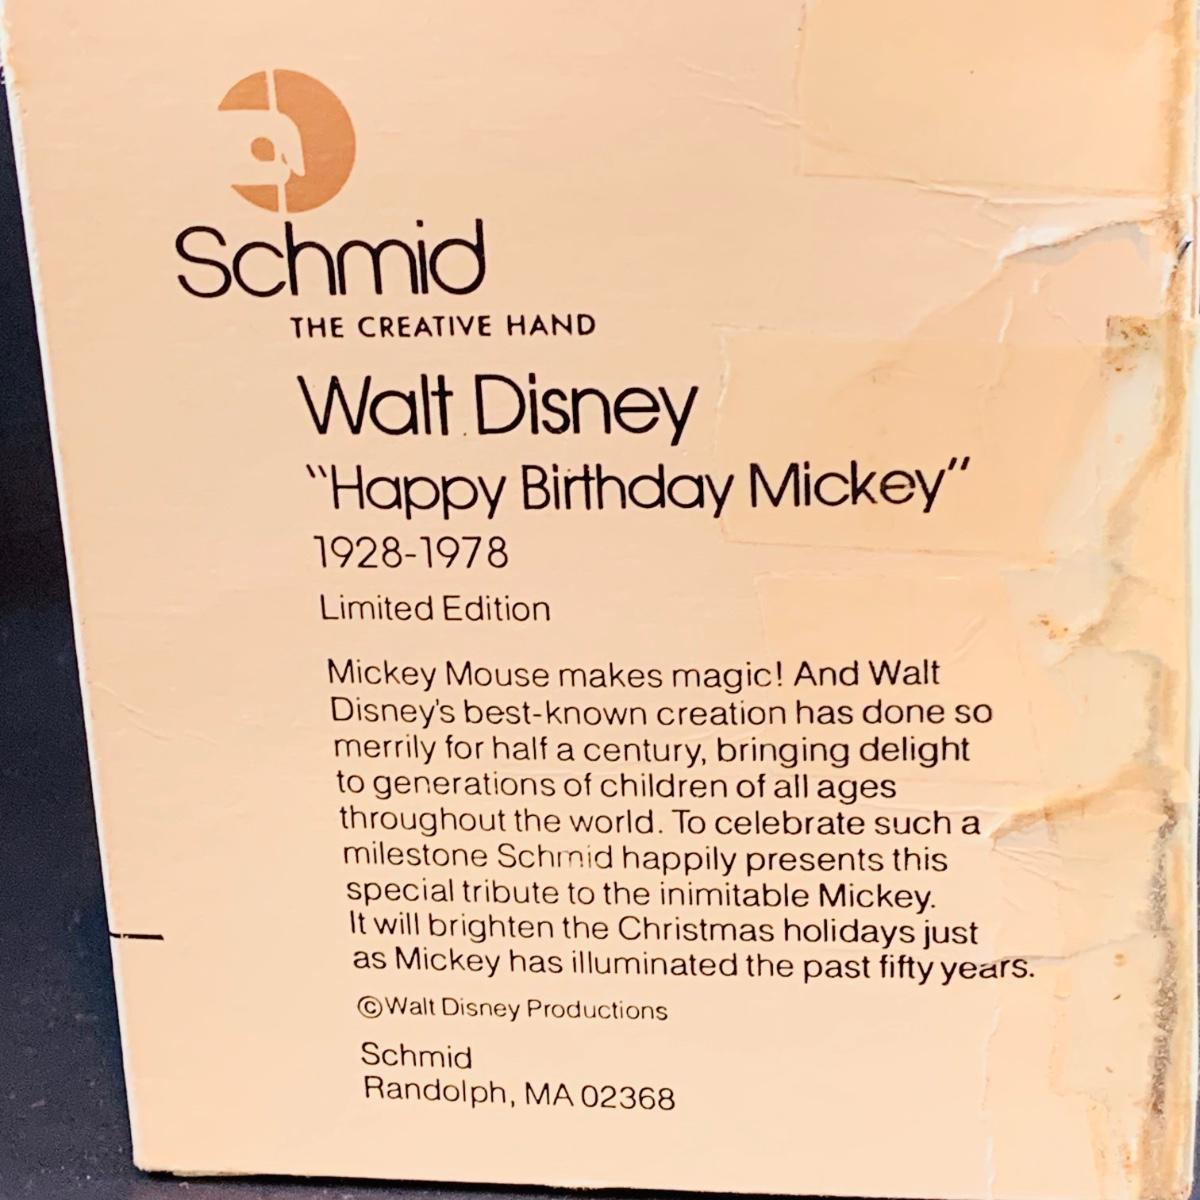 Schmid
THE CREATIVE HAND
Walt Disney
"Happy Birthday Mickey"
1928-1978
Limited Edition
Mickey Mouse makes magic! And Walt
Disney's best-known creation has done so
merrily for half a century, bringing delight
to generations of children of all ages
throughout the world. To celebrate such a
milestone Schmid happily presents this
special tribute to the inimitable Mickey.
It will brighten the Christmas holidays just
as Mickey has illuminated the past fifty years.
©Walt Disney Productions
Schmid
Randolph, MA 02368